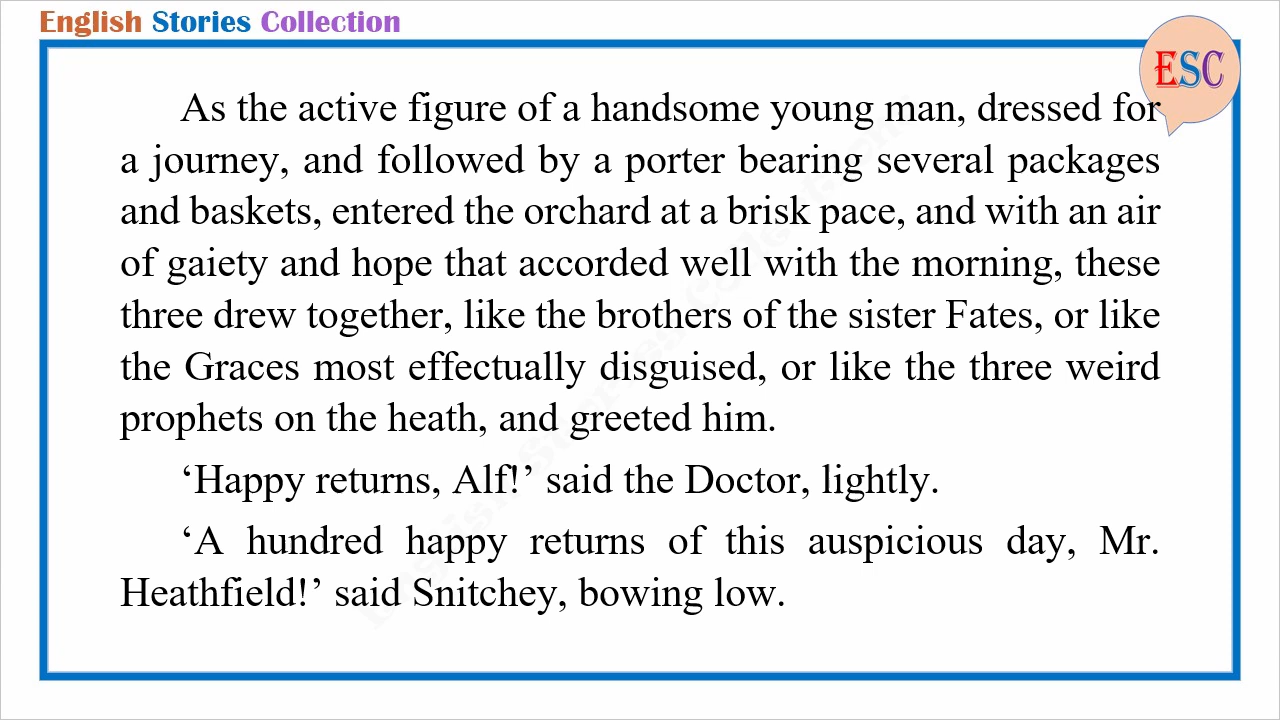 English Stories Collection
ESC
As the active figure of a handsome young man, dressed for
a journey, and followed by a porter bearing several packages
and baskets, entered the orchard at a brisk pace, and with an air
of gaiety and hope that accorded well with the morning, these
three drew together, like the brothers of the sister Fates, or like
the Graces most effectually disguised, or like the three weird
prophets on the heath, and greeted him.
‘Happy returns, Alf!’ said the Doctor, lightly.
‘A hundred happy returns of this auspicious day, Mr.
Heathfield!’ said Snitchey, bowing low.